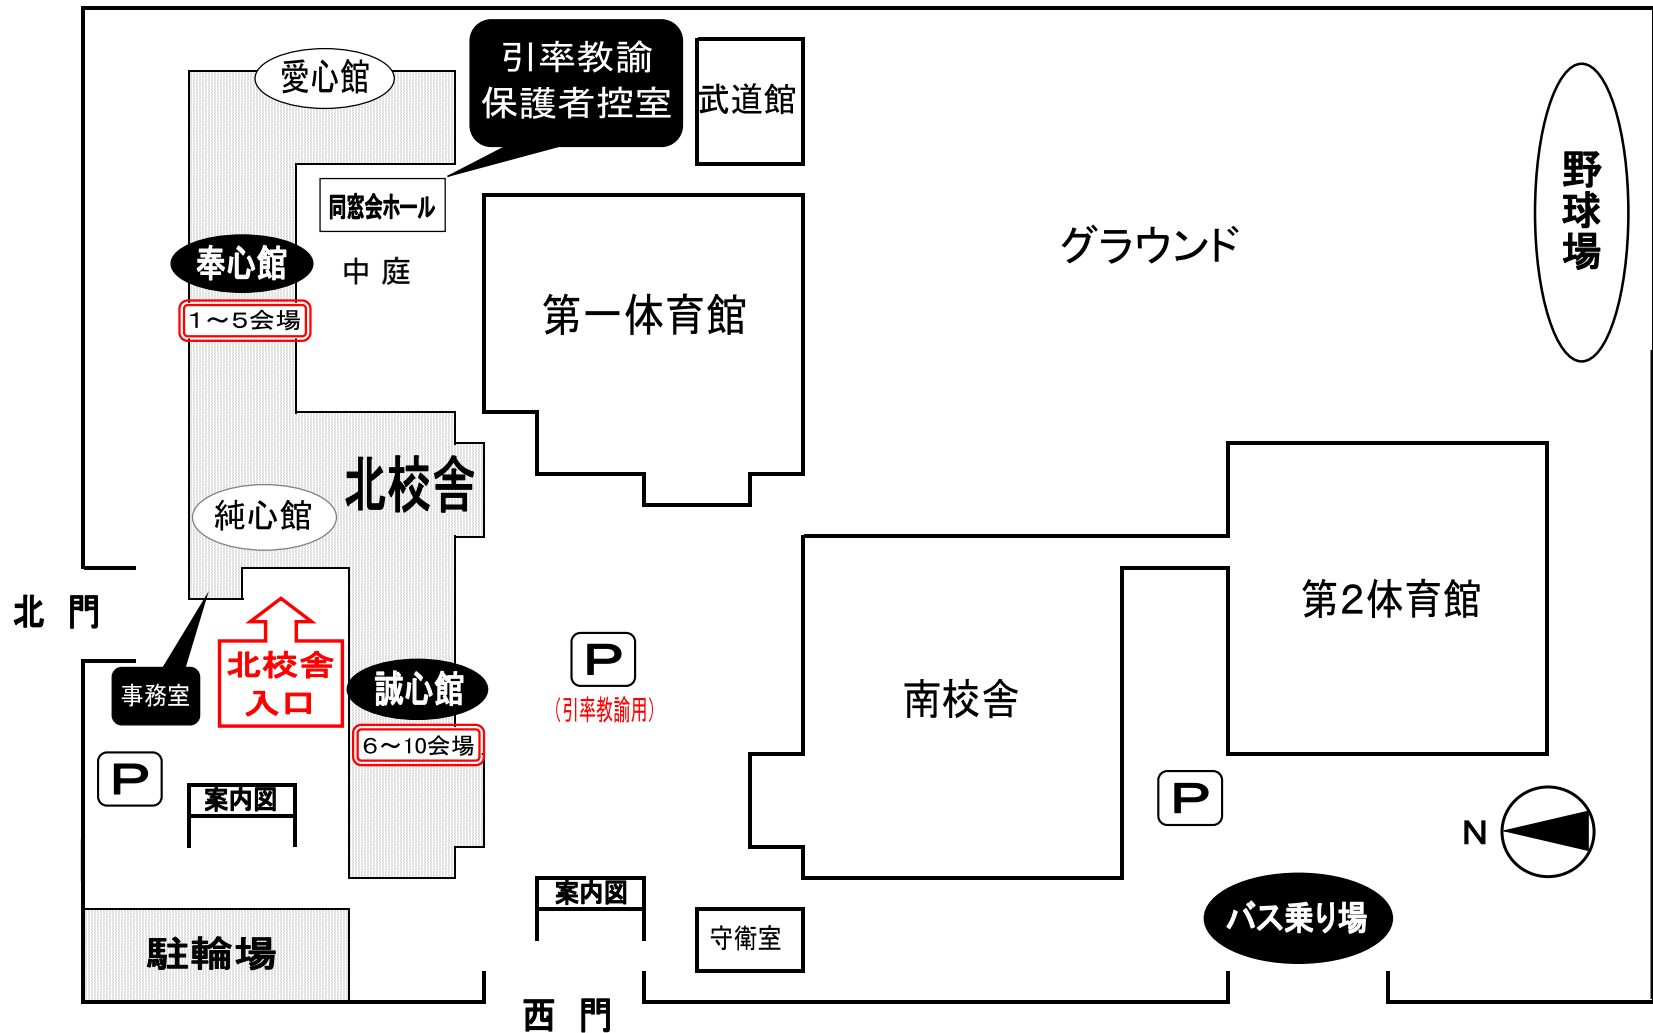 愛心館
引率教諭
保護者控室
武道館
同窓会ホール
野球場
グラウンド
奉心館
中 庭
1～5会場
第一体育館
北校舎
純心館
北 門
第2体育館
事務室
北校舎
入口
誠心館
6～10会場
P
(引率教諭用)
南校舎
P
案内図
P
N
案内図
バス乗り場
守衛室
駐輪場
西 門